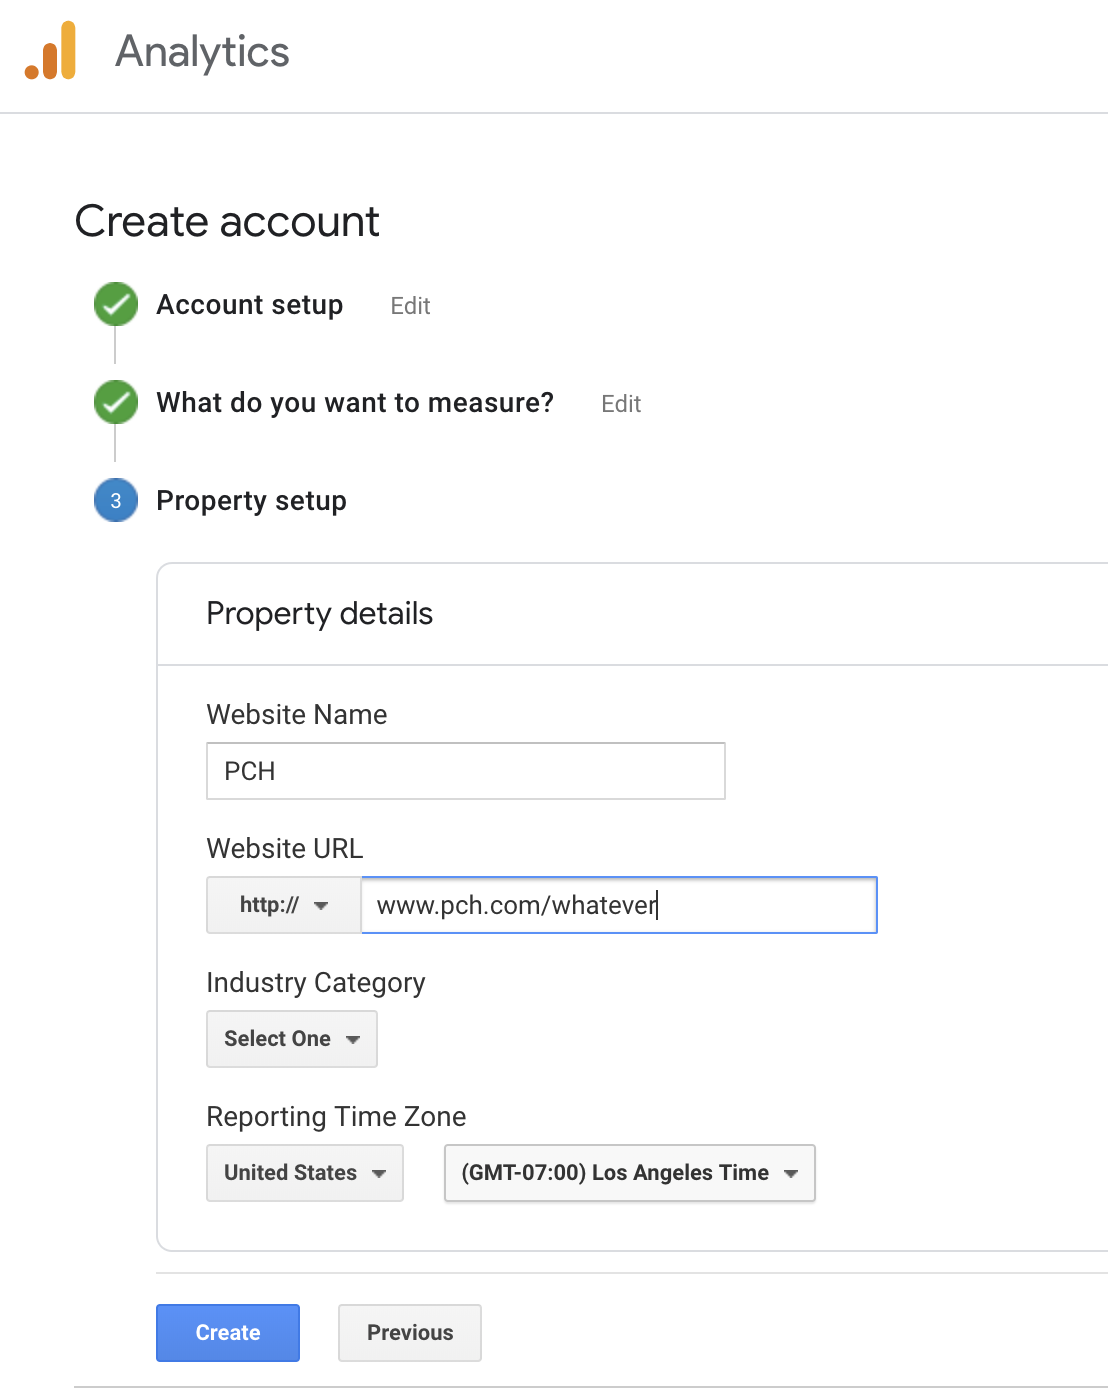 Analytics
Create account
Account setup Edit
What do you want to measure? Edit
3 Property setup
Property details
Website Name
PCH
Website URL
http:// www.pch.com/whatever
Industry Category
Select One
Reporting Time Zone
United States (GMT-07:00) Los Angeles Time
Create Previous